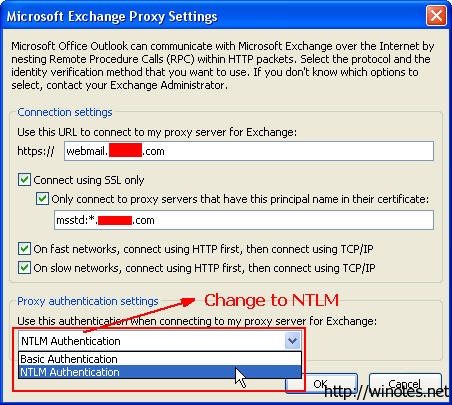 Microsoft Exchange Proxy Settings
Microsoft Office Outlook can communicate with Microsoft Exchange over the Internet by
nesting Remote Procedure Calls (RPC) within HTTP packets. Select the protocol and the
identity verification method that you want to use. If you don't know which options to
select, contact your Exchange Administrator.
Connection settings
Use this URL to connect to my proxy server for Exchange:
https:// webmail. .com
Connect using SSL only
Only connect to proxy servers that have this principal name in their certificate:
msstd:*. .com
On fast networks, connect using HTTP first, then connect using TCP/IP
On slow networks, connect using HTTP first, then connect using TCP/IP
Proxy authentication settings
Change to NTLM
Use this authentication when connecting to my proxy server for Exchange:
NTLM Authentication
Basic Authentication
NTLM Authentication
OK Cancel
http://winotes.net